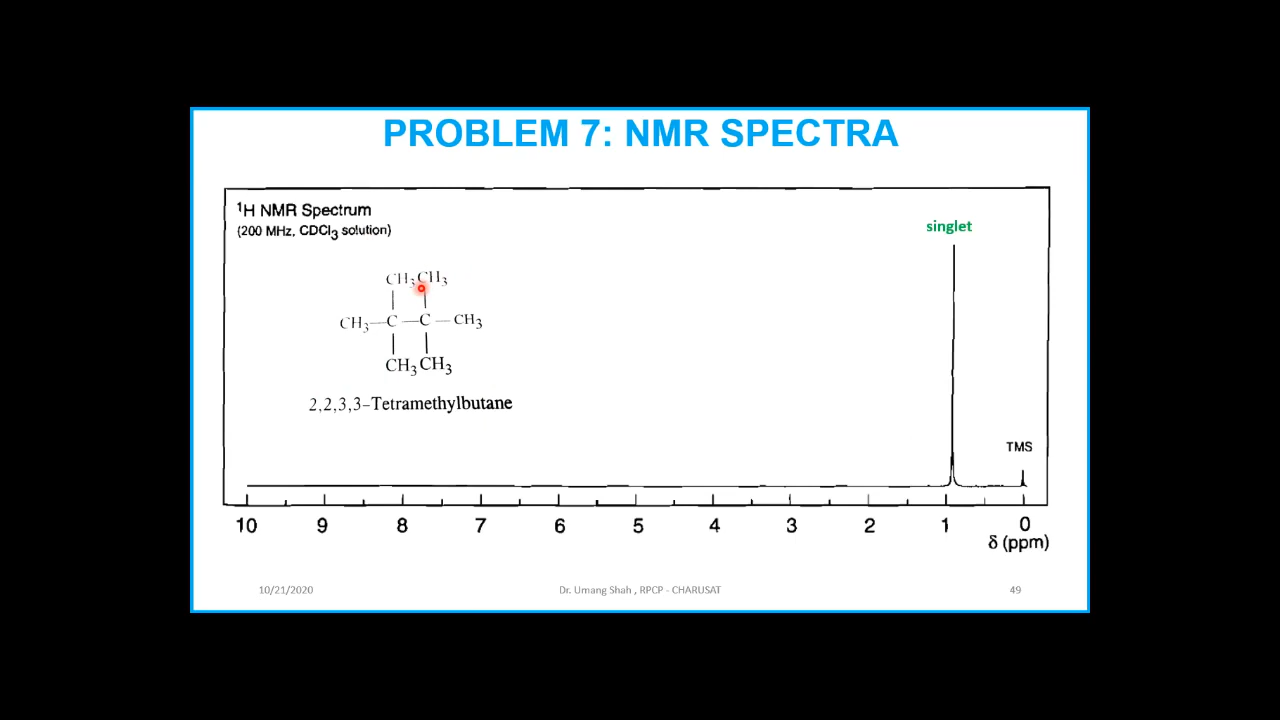 PROBLEM 7: NMR SPECTRA
¹H NMR Spectrum
(200 MHz, CDCl₃ solution)
singlet
CH₃CH₃
CH₃—C—C—CH₃
CH₃CH₃
2,2,3,3-Tetramethylbutane
TMS
10 9 8 7 6 5 4 3 2 1 0
δ (ppm)
10/21/2020 Dr. Umang Shah , RPCP - CHARUSAT 49